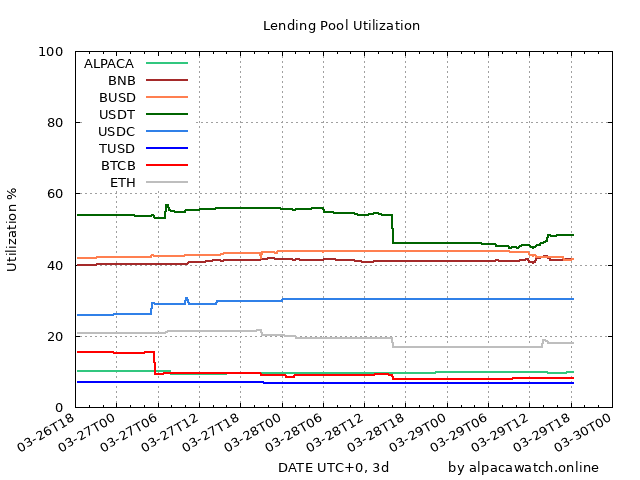 Lending Pool Utilization
100
80
60
40
20
0
Utilization %
ALPACA
BNB
BUSD
USDT
USDC
TUSD
BTCB
ETH
03-26T18
03-27T00
03-27T06
03-27T12
03-27T18
03-28T00
03-28T06
03-28T12
03-28T18
03-29T00
03-29T06
03-29T12
03-29T18
03-30T00
DATE UTC+0, 3d
by alpacawatch.online